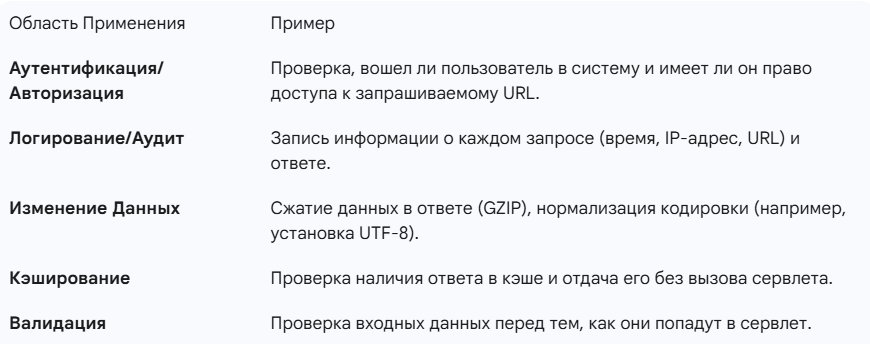 Область Применения Пример
Аутентификация/ Проверка, вошел ли пользователь в систему и имеет ли он право
Авторизация доступа к запрашиваемому URL.
Логирование/Аудит Запись информации о каждом запросе (время, IP-адрес, URL) и
ответе.
Изменение Данных Сжатие данных в ответе (GZIP), нормализация кодировки (например,
установка UTF-8).
Кэширование Проверка наличия ответа в кэше и отдача его без вызова сервлета.
Валидация Проверка входных данных перед тем, как они попадут в сервлет.